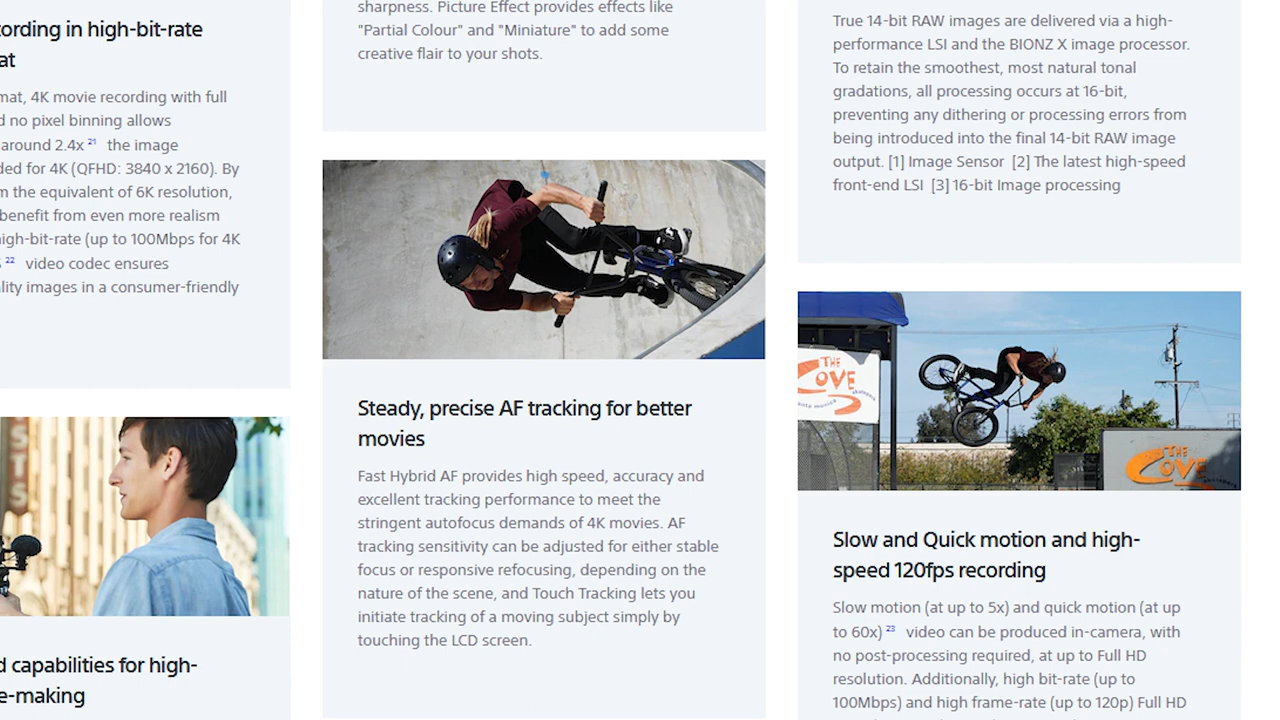 ording in high-bit-rate
at
mat, 4K movie recording with full
d no pixel binning allows
around 2.4x 21 the image
ded for 4K (QFHD: 3840 x 2160). By
m the equivalent of 6K resolution,
benefit from even more realism
high-bit-rate (up to 100Mbps for 4K
22 video codec ensures
lity images in a consumer-friendly
STS
d capabilities for high-
e-making
sharpness. Picture Effect provides effects like
"Partial Colour" and "Miniature" to add some
creative flair to your shots.
Steady, precise AF tracking for better
movies
Fast Hybrid AF provides high speed, accuracy and
excellent tracking performance to meet the
stringent autofocus demands of 4K movies. AF
tracking sensitivity can be adjusted for either stable
focus or responsive refocusing, depending on the
nature of the scene, and Touch Tracking lets you
initiate tracking of a moving subject simply by
touching the LCD screen.
True 14-bit RAW images are delivered via a high-
performance LSI and the BIONZ X image processor.
To retain the smoothest, most natural tonal
gradations, all processing occurs at 16-bit,
preventing any dithering or processing errors from
being introduced into the final 14-bit RAW image
output. [1] Image Sensor [2] The latest high-speed
front-end LSI [3] 16-bit Image processing
THE
COVE
THE
COVE
Slow and Quick motion and high-
speed 120fps recording
Slow motion (at up to 5x) and quick motion (at up
to 60x) 23 video can be produced in-camera, with
no post-processing required, at up to Full HD
resolution. Additionally, high bit-rate (up to
100Mbps) and high frame-rate (up to 120p) Full HD